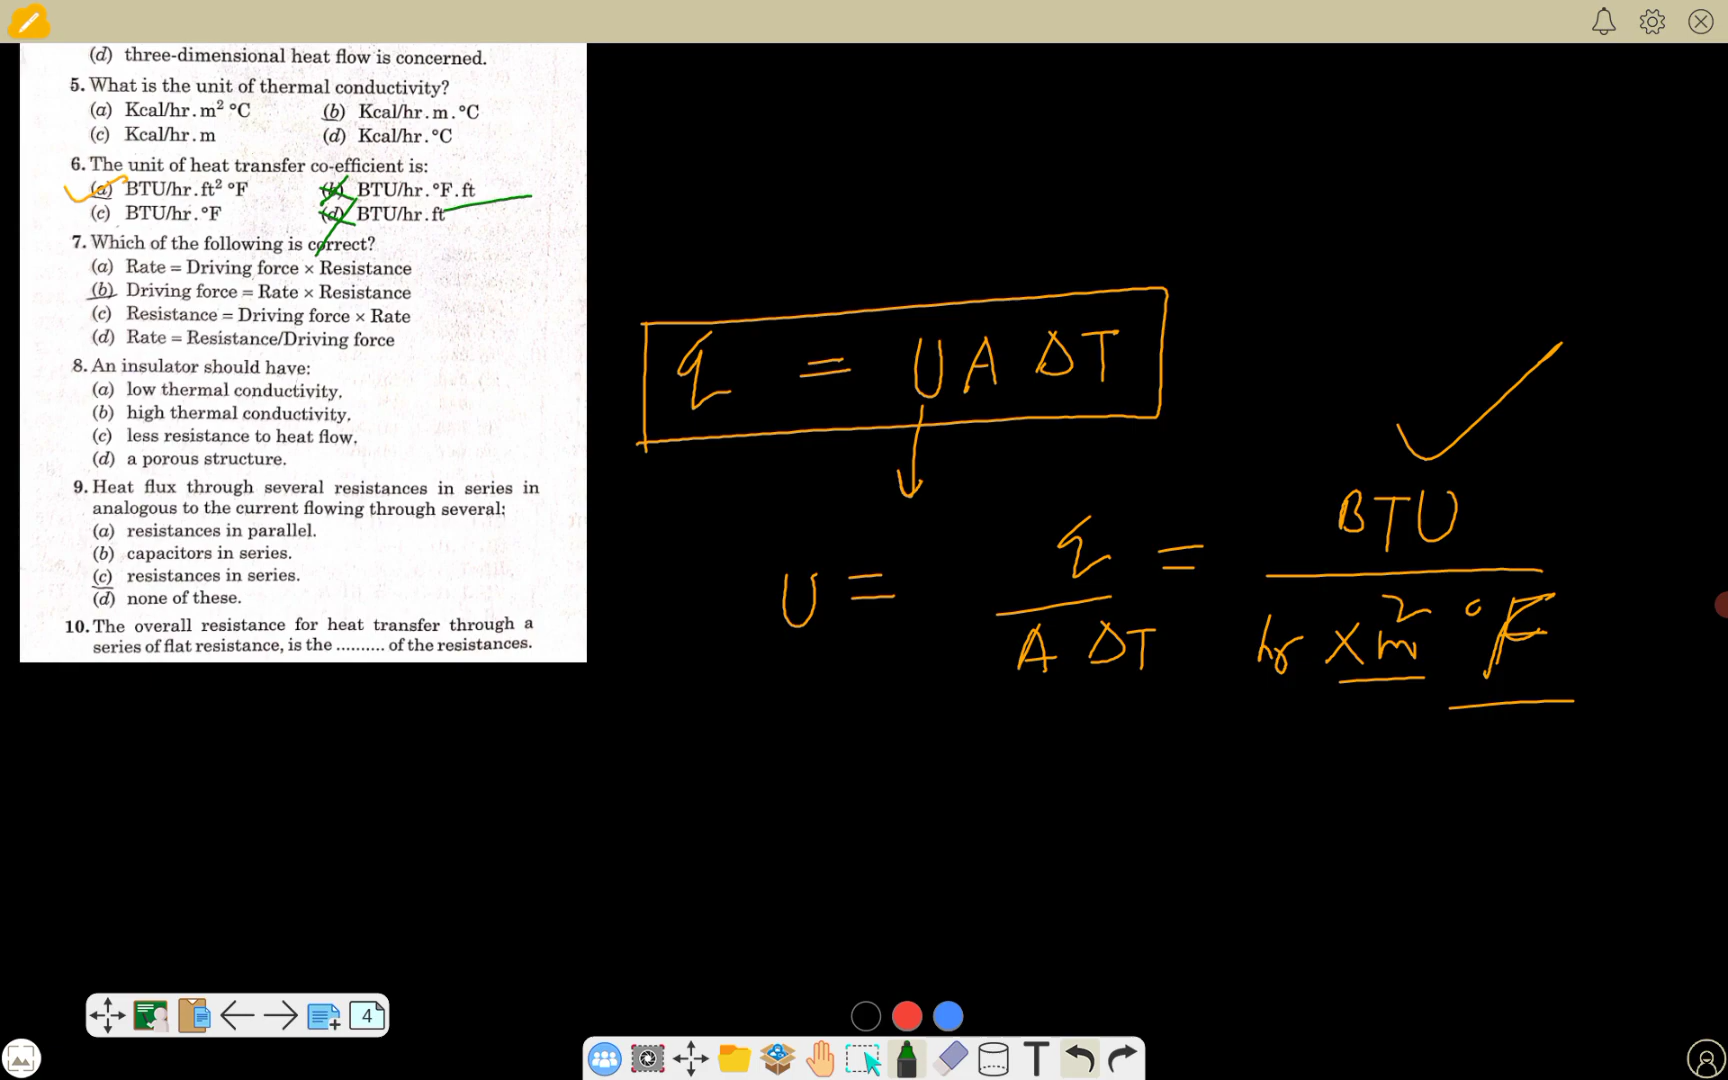 (d) three-dimensional heat flow is concerned.
5. What is the unit of thermal conductivity?
(a) Kcal/hr.m² °C (b) Kcal/hr.m.°C
(c) Kcal/hr.m (d) Kcal/hr.°C
6. The unit of heat transfer co-efficient is:
(a) BTU/hr.ft² °F (b) BTU/hr.°F.ft
(c) BTU/hr.°F (d) BTU/hr.ft
7. Which of the following is correct?
(a) Rate = Driving force × Resistance
(b) Driving force = Rate × Resistance
(c) Resistance = Driving force × Rate
(d) Rate = Resistance/Driving force
8. An insulator should have:
(a) low thermal conductivity.
(b) high thermal conductivity.
(c) less resistance to heat flow.
(d) a porous structure.
9. Heat flux through several resistances in series in
analogous to the current flowing through several:
(a) resistances in parallel.
(b) capacitors in series.
(c) resistances in series.
(d) none of these.
10. The overall resistance for heat transfer through a
series of flat resistance, is the .......... of the resistances.
q = U A ΔT
U = q / A ΔT = BTU / hr × m² °F
4
T